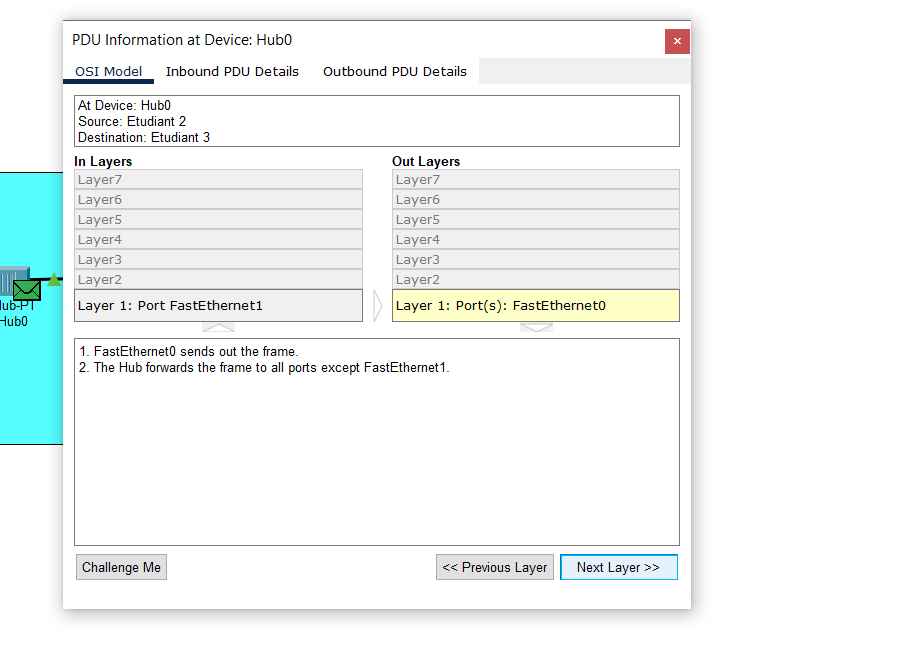 PDU Information at Device: Hub0
OSI Model Inbound PDU Details Outbound PDU Details
At Device: Hub0
Source: Etudiant 2
Destination: Etudiant 3
In Layers Out Layers
Layer7 Layer7
Layer6 Layer6
Layer5 Layer5
Layer4 Layer4
Layer3 Layer3
Layer2 Layer2
Layer 1: Port FastEthernet1 Layer 1: Port(s): FastEthernet0
ub-PT
Hub0
1. FastEthernet0 sends out the frame.
2. The Hub forwards the frame to all ports except FastEthernet1.
Challenge Me << Previous Layer Next Layer >>